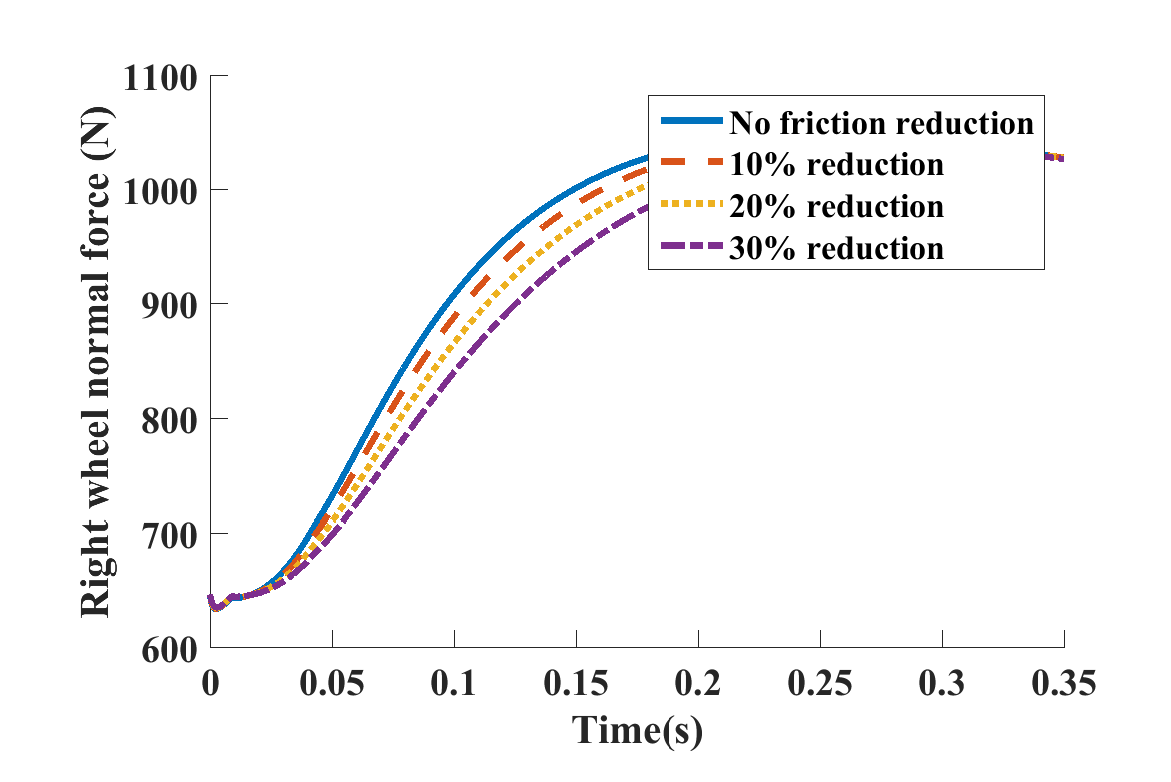 1100
1000
900
800
700
600
Right wheel normal force (N)
No friction reduction
10% reduction
20% reduction
30% reduction
0 0.05 0.1 0.15 0.2 0.25 0.3 0.35
Time(s)